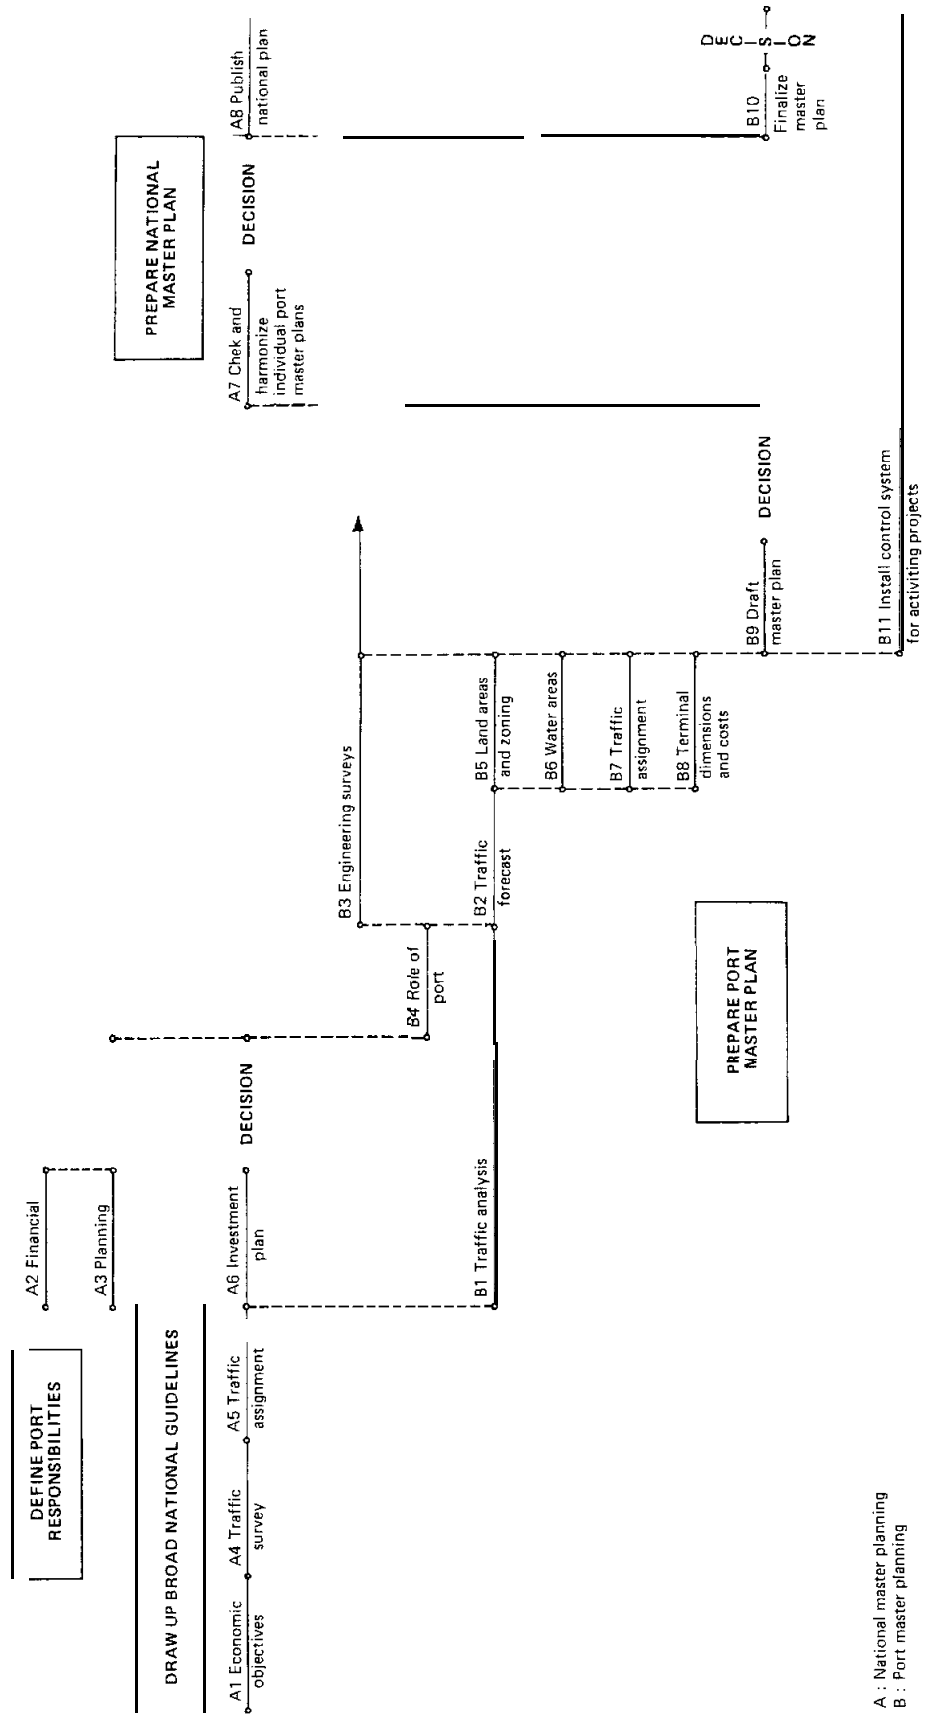 DEFINE PORT
RESPONSIBILITIES
A2 Financial
A3 Planning
DRAW UP BROAD NATIONAL GUIDELINES
PREPARE NATIONAL
MASTER PLAN
A1 Economic
objectives
A4 Traffic
survey
A5 Traffic
assignment
A6 Investment
plan
DECISION
A7 Chek and
harmonize
individual port
master plans
DECISION
A8 Publish
national plan
B3 Engineering surveys
B4 Role of
port
B1 Traffic analysis
B2 Traffic
forecast
B5 Land areas
and zoning
B6 Water areas
B7 Traffic
assignment
B8 Terminal
dimensions
and costs
PREPARE PORT
NASTER PLAN
B9 Draft
master plan
DECISION
B10
Finalize
master
plan
DECISION
B11 Install control system
for activiting projects
A : National master planning
B : Port master planning